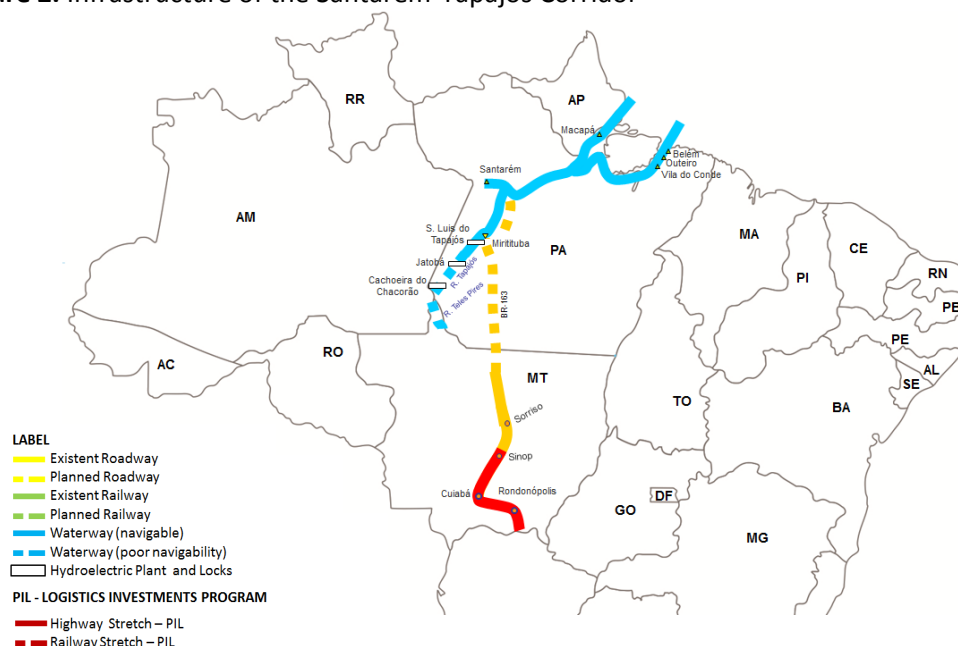 Infrastructure of the Santarém-Tapajós Corridor
RR
AP
Macapá
Belém
Outeiro
Vila do Conde
Santarém
AM
S. Luis do
Tapajós
Miritituba
PA
MA
CE
Jatobá
R. Tapajós
PI
RN
Cachoeira do
Chacorão
R. Teles Pires
BR-163
PE
PE
RO
AC
MT
AL
SE
TO
BA
Sorriso
Sinop
Cuiabá
Rondonópolis
GO
DF
MG
LABEL
Existent Roadway
Planned Roadway
Existent Railway
Planned Railway
Waterway (navigable)
Waterway (poor navigability)
Hydroelectric Plant and Locks
PIL - LOGISTICS INVESTMENTS PROGRAM
Highway Stretch – PIL
Railway Stretch – PIL